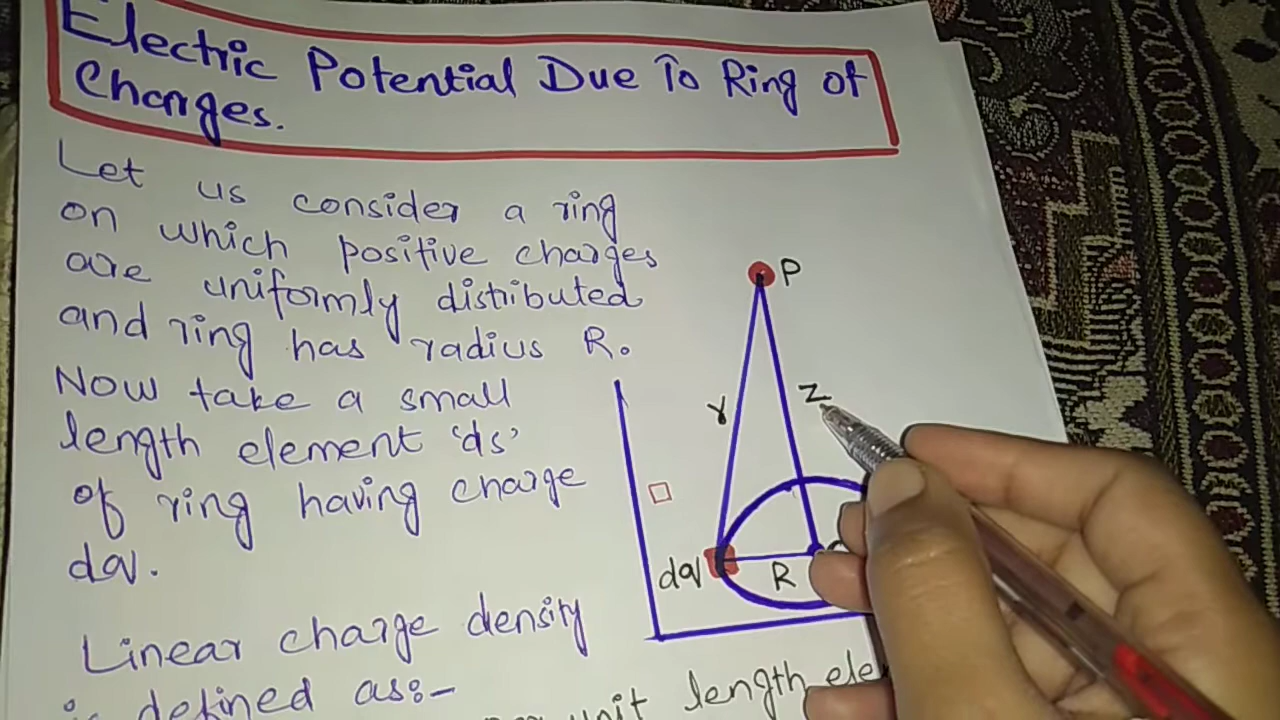 Electric Potential Due To Ring of
Charges.
Let us consider a ring
on which positive charges
are uniformly distributed
and ring has radius R.
Now take a small
length element 'ds'
of ring having charge
dq.
Linear charge density
is defined as:-
unit length
P
r
Z
dq
R